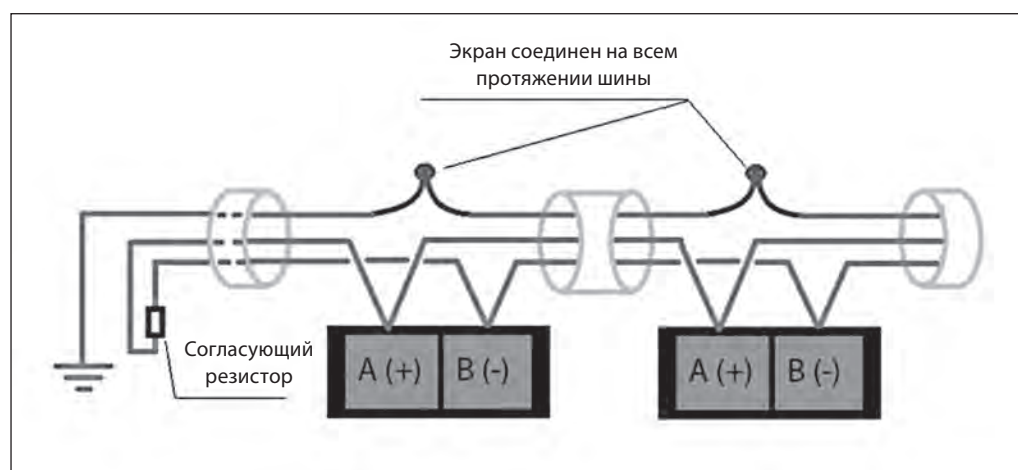 Экран соединен на всем
протяжении шины
Согласующий
резистор
A (+) B (-)
A (+) B (-)